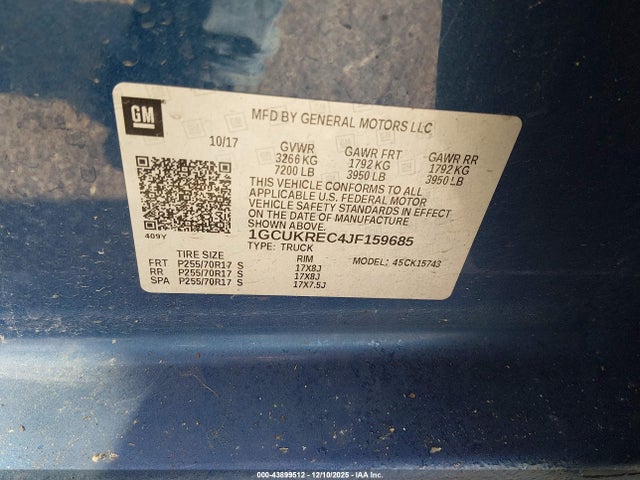 GM
MFD BY GENERAL MOTORS LLC
10/17
GVWR GAWR FRT GAWR RR
3266 KG 1792 KG 1792 KG
7200 LB 3950 LB 3950 LB
THIS VEHICLE CONFORMS TO ALL
APPLICABLE U.S. FEDERAL MOTOR
VEHICLE SAFETY STANDARDS IN EFFECT
ON THE DATE OF MANUFACTURE
SHOWN ABOVE.
409Y
1GCUKREC4JF159685
TYPE: TRUCK
TIRE SIZE RIM MODEL: 45CK15743
FRT P255/70R17 S 17X8J
RR P255/70R17 S 17X8J
SPA P255/70R17 S 17X7.5J
000-43899512 - 12/10/2025 - IAA Inc.